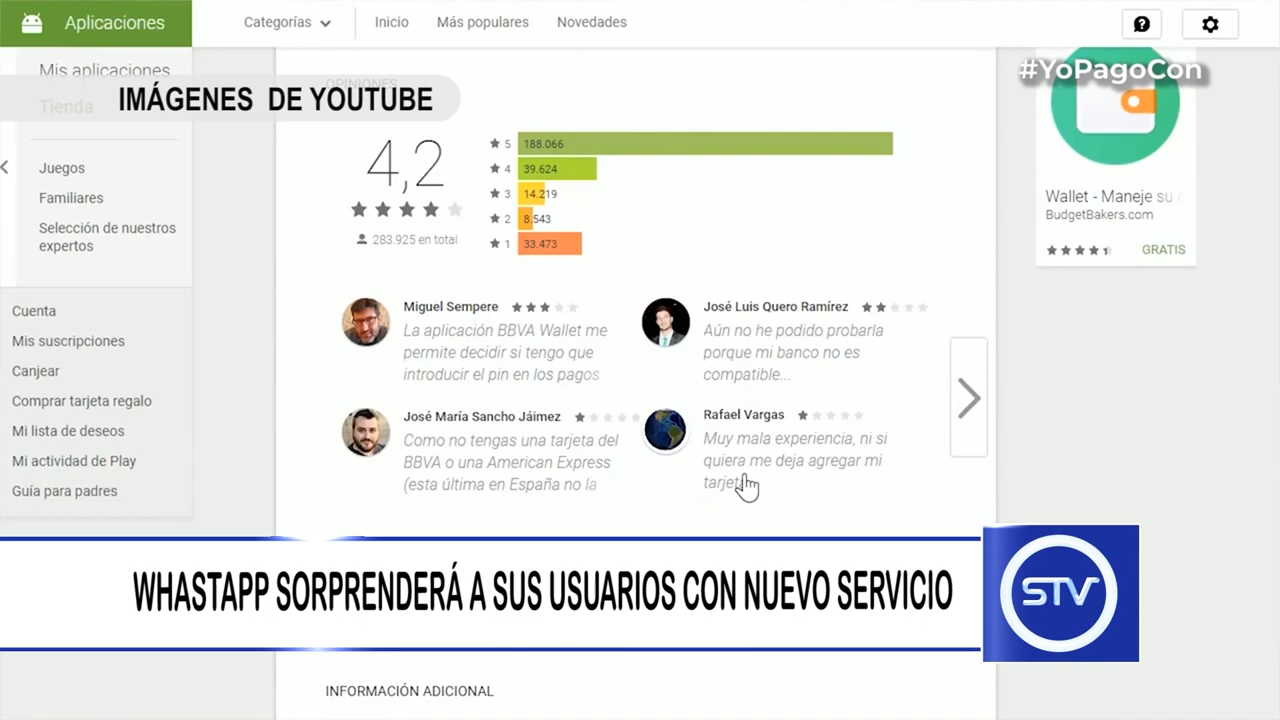 Aplicaciones
Categorías
Inicio
Más populares
Novedades
#YoPagoCon
Mis aplicaciones
Tienda
OPINIONES
IMÁGENES DE YOUTUBE
Juegos
Familiares
Selección de nuestros
expertos
Cuenta
Mis suscripciones
Canjear
Comprar tarjeta regalo
Mi lista de deseos
Mi actividad de Play
Guía para padres
4,2
283.925 en total
5 188.066
4 39.624
3 14.219
2 8.543
1 33.473
Miguel Sempere
La aplicación BBVA Wallet me
permite decidir si tengo que
introducir el pin en los pagos
José Luis Quero Ramírez
Aún no he podido probarla
porque mi banco no es
compatible...
José María Sancho Jáimez
Como no tengas una tarjeta del
BBVA o una American Express
(esta última en España no la
Rafael Vargas
Muy mala experiencia, ni si
quiera me deja agregar mi
tarjet
Wallet - Maneje su
BudgetBakers.com
GRATIS
WHASTAPP SORPRENDERÁ A SUS USUARIOS CON NUEVO SERVICIO
STV
INFORMACIÓN ADICIONAL